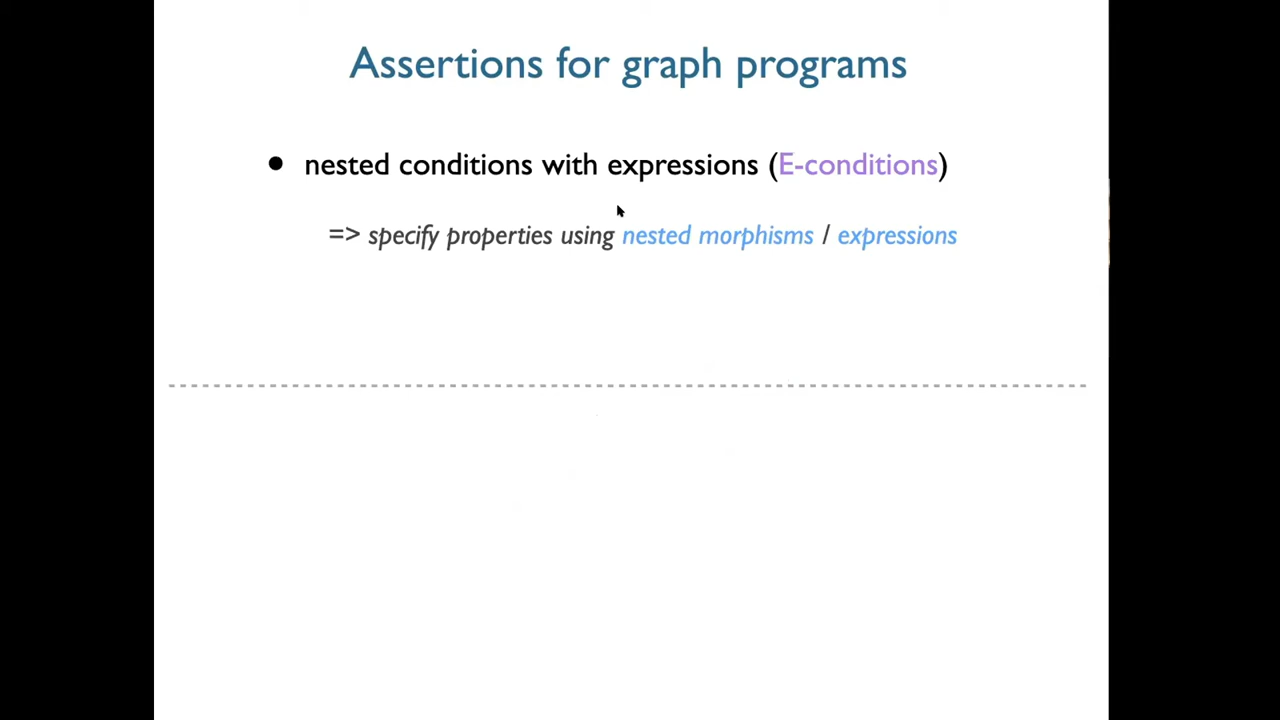 Assertions for graph programs
• nested conditions with expressions (E-conditions)
=> specify properties using nested morphisms / expressions